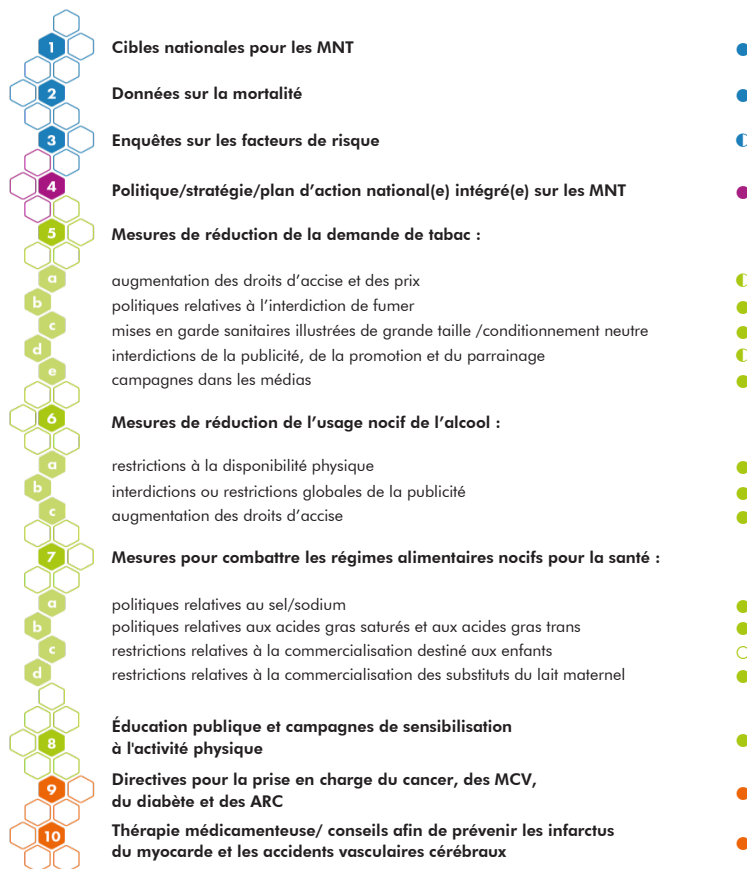 1 Cibles nationales pour les MNT
2 Données sur la mortalité
3 Enquêtes sur les facteurs de risque
4 Politique/stratégie/plan d’action national(e) intégré(e) sur les MNT
5 Mesures de réduction de la demande de tabac :
a augmentation des droits d’accise et des prix
b politiques relatives à l’interdiction de fumer
c mises en garde sanitaires illustrées de grande taille /conditionnement neutre
d interdictions de la publicité, de la promotion et du parrainage
e campagnes dans les médias
6 Mesures de réduction de l’usage nocif de l’alcool :
a restrictions à la disponibilité physique
b interdictions ou restrictions globales de la publicité
c augmentation des droits d’accise
7 Mesures pour combattre les régimes alimentaires nocifs pour la santé :
a politiques relatives au sel/sodium
b politiques relatives aux acides gras saturés et aux acides gras trans
c restrictions relatives à la commercialisation destiné aux enfants
d restrictions relatives à la commercialisation des substituts du lait maternel
8 Éducation publique et campagnes de sensibilisation
à l'activité physique
9 Directives pour la prise en charge du cancer, des MCV,
du diabète et des ARC
10 Thérapie médicamenteuse/ conseils afin de prévenir les infarctus
du myocarde et les accidents vasculaires cérébraux